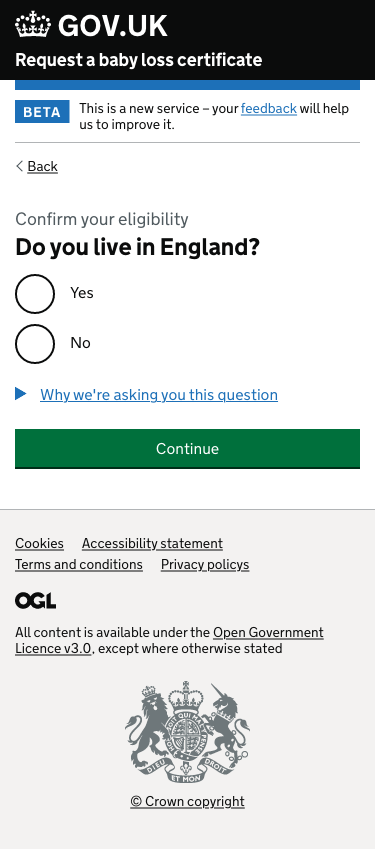 GOV.UK
Request a baby loss certificate
BETA
This is a new service – your feedback will help
us to improve it.
Back
Confirm your eligibility
Do you live in England?
Yes
No
Why we're asking you this question
Continue
Cookies Accessibility statement
Terms and conditions Privacy policys
OGL
All content is available under the Open Government
Licence v3.0, except where otherwise stated
DIEU ET MON
© Crown copyright